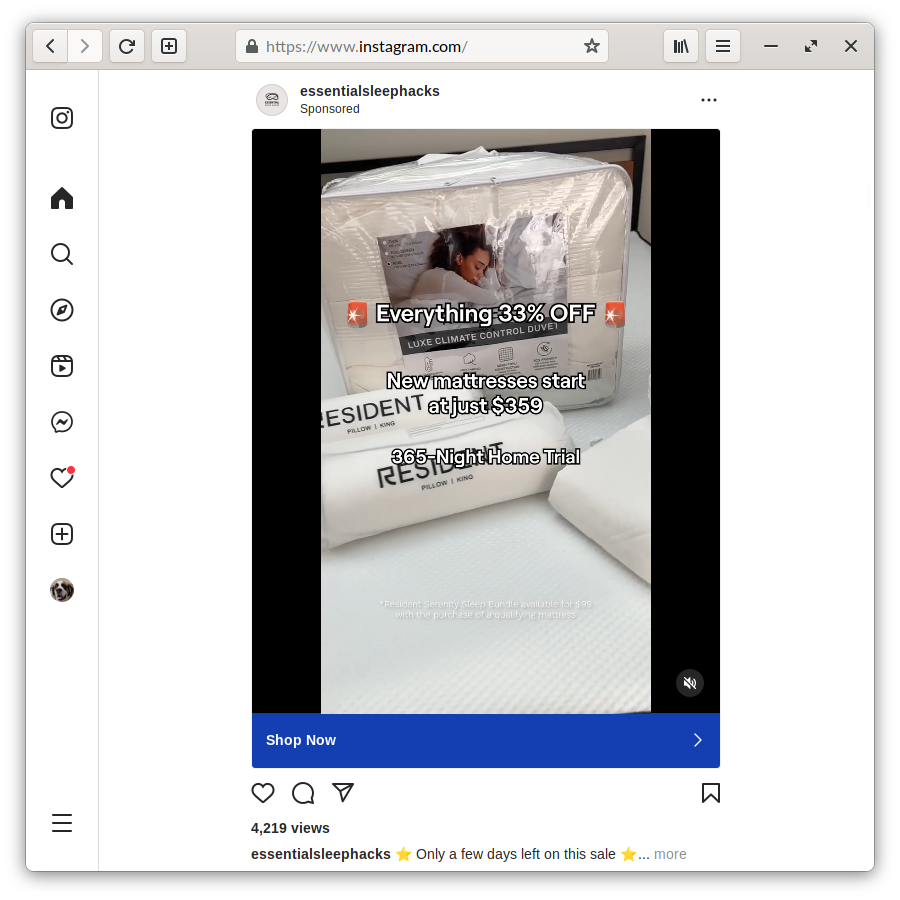 https://www.instagram.com/
essentialsleephacks
Sponsored
🚨 Everything 33% OFF 🚨
LUXE CLIMATE CONTROL DUVET
New mattresses start
at just $359
RESIDENT
PILLOW | KING
365-Night Home Trial
RESIDENT
PILLOW | KING
*Resident Serenity Sleep Bundle available for $99
with the purchase of a qualifying mattress
Shop Now
4,219 views
essentialsleephacks ⭐ Only a few days left on this sale ⭐... more